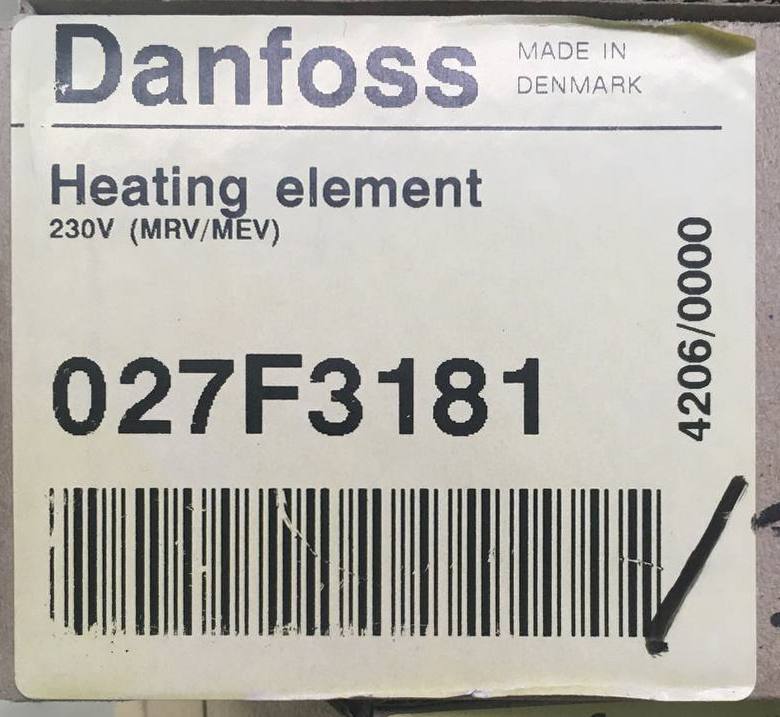 Danfoss
MADE IN
DENMARK
Heating element
230V (MRV/MEV)
4206/0000
027F3181